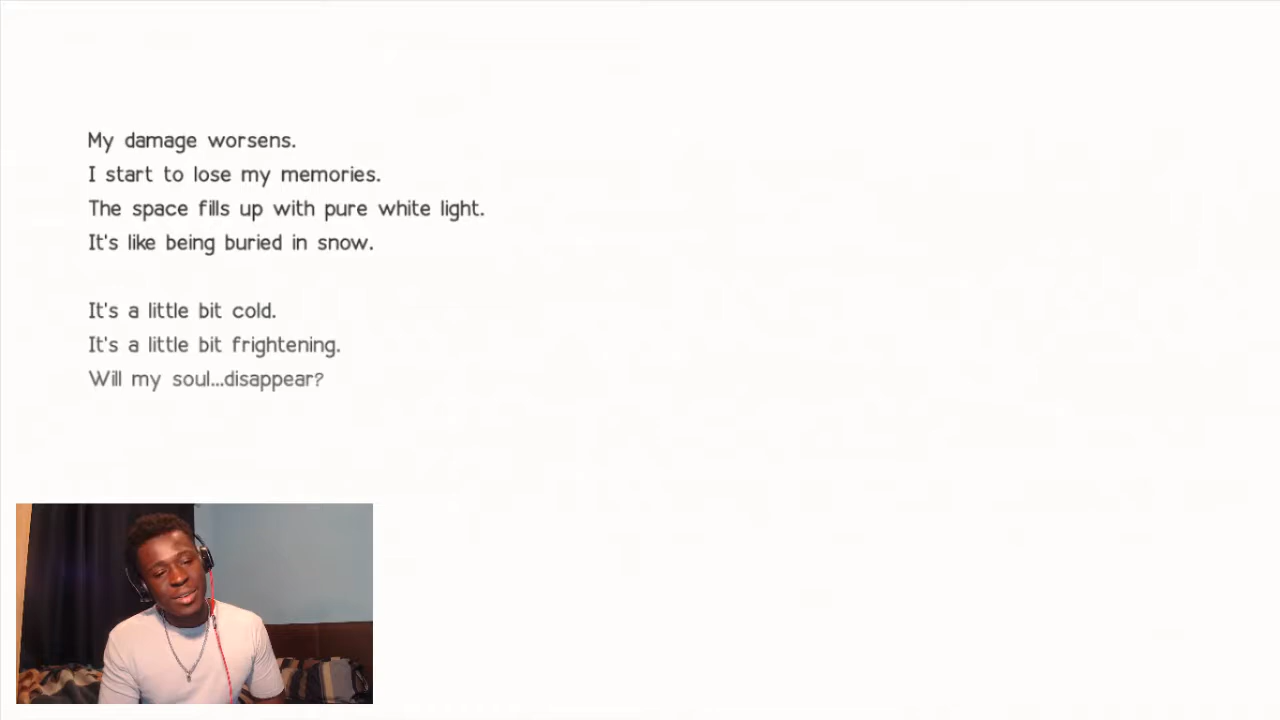 My damage worsens.
I start to lose my memories.
The space fills up with pure white light.
It's like being buried in snow.
It's a little bit cold.
It's a little bit frightening.
Will my soul...disappear?